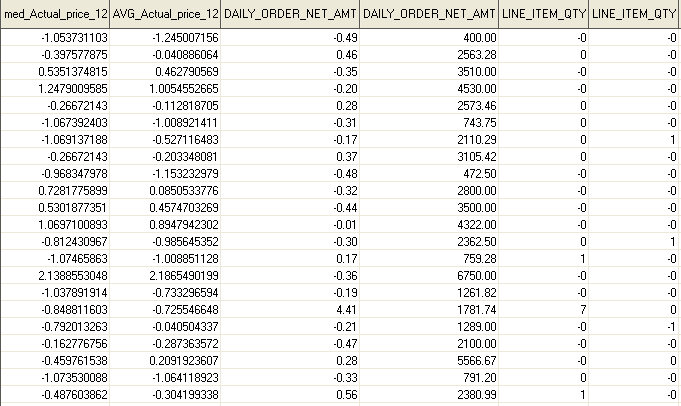 med_Actual_price_12 AVG_Actual_price_12 DAILY_ORDER_NET_AMT DAILY_ORDER_NET_AMT LINE_ITEM_QTY LINE_ITEM_QTY
-1.053731103 -1.245007156 -0.49 400.00 -0 -0
-0.397577875 -0.040886064 0.46 2563.28 0 -0
0.5351374815 0.462790569 -0.35 3510.00 -0 -0
1.2479009585 1.0054552665 -0.20 4530.00 -0 -0
-0.26672143 -0.112818705 0.28 2573.46 -0 -0
-1.067392403 -1.008921411 -0.31 743.75 -0 -0
-1.069137188 -0.527116483 -0.17 2110.29 0 1
-0.26672143 -0.203348081 0.37 3105.42 0 -0
-0.968347978 -1.153232979 -0.48 472.50 -0 -0
0.7281775899 0.0850533776 -0.32 2800.00 -0 -0
0.5301877351 0.4574703269 -0.44 3500.00 -0 -0
1.0697100893 0.8947942302 -0.01 4322.00 -0 -0
-0.812430967 -0.985645352 -0.30 2362.50 0 1
-1.07465863 -1.008851128 0.17 759.28 1 -0
2.1388553048 2.1865490199 -0.36 6750.00 -0 -0
-1.037891914 -0.733296594 -0.19 1261.82 -0 -0
-0.848811603 -0.725546648 4.41 1781.74 7 0
-0.792013263 -0.040504337 -0.21 1289.00 -0 -1
-0.162776756 -0.287363572 -0.47 2100.00 -0 -0
-0.459761538 0.2091923607 0.28 5566.67 -0 0
-1.073530088 -1.064118923 -0.33 791.20 0 -0
-0.487603862 -0.304199338 0.56 2380.99 1 -0